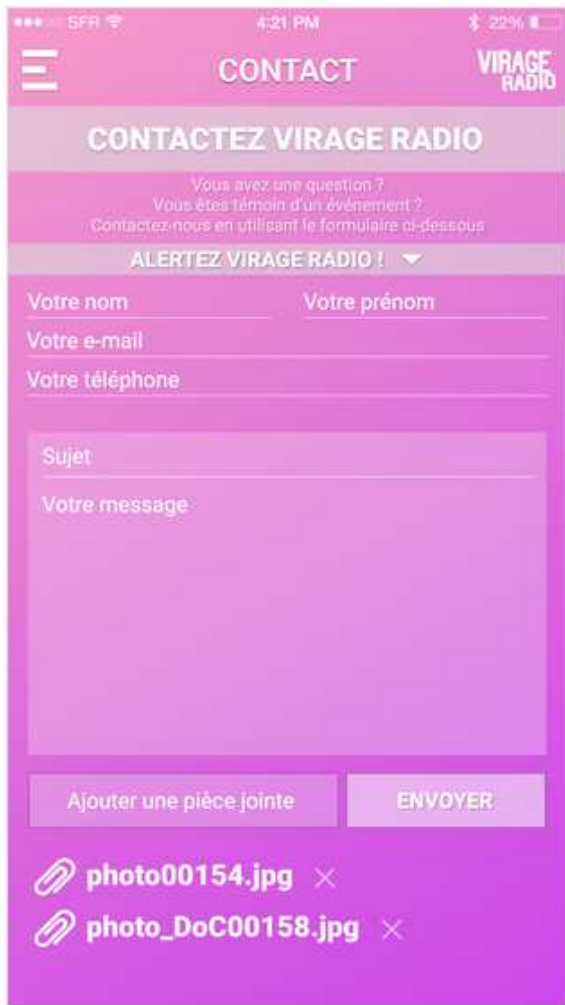 SFR 4:21 PM 22%
CONTACT
VIRAGE
RADIO
CONTACTEZ VIRAGE RADIO
Vous avez une question ?
Vous êtes témoin d'un événement ?
Contactez-nous en utilisant le formulaire ci-dessous
ALERTEZ VIRAGE RADIO !
Votre nom Votre prénom
Votre e-mail
Votre téléphone
Sujet
Votre message
Ajouter une pièce jointe ENVOYER
photo00154.jpg
photo_DoC00158.jpg